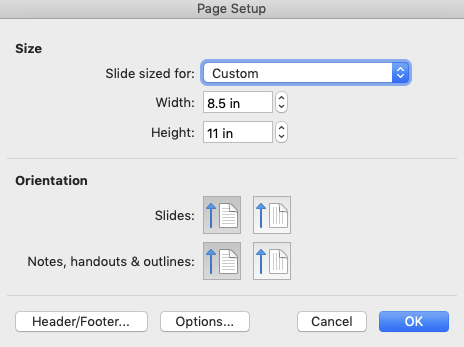 Page Setup
Size
Slide sized for: Custom
Width: 8.5 in
Height: 11 in
Orientation
Slides:
Notes, handouts & outlines:
Header/Footer... Options... Cancel OK